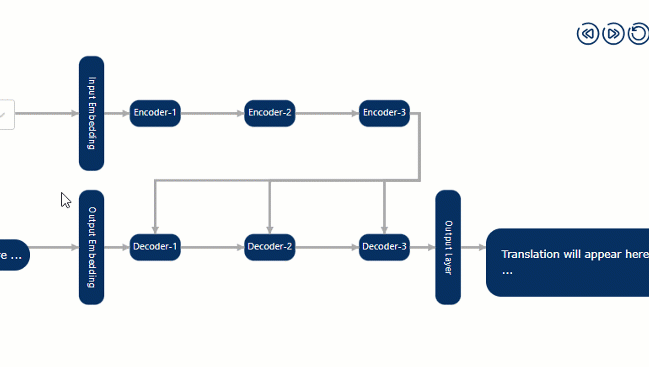 Input Embedding
Encoder-1
Encoder-2
Encoder-3
Output Embedding
Decoder-1
Decoder-2
Decoder-3
Output Layer
Translation will appear here
...
...